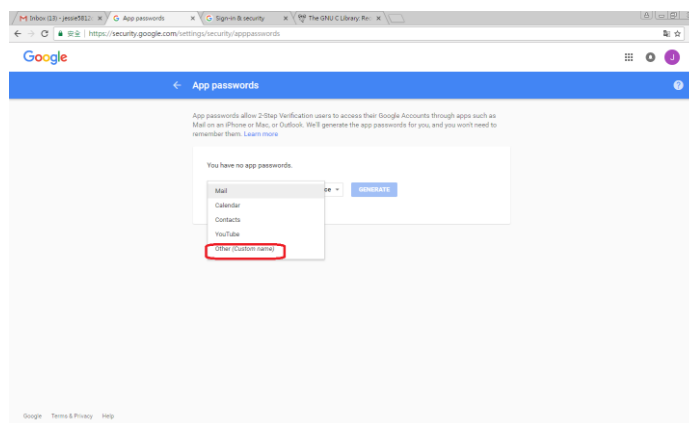 Inbox (18) - jessie5812
App passwords
Sign-in & security
The GNU C Library: Re
安全 | https://security.google.com/settings/security/apppasswords
Google
J
App passwords
App passwords allow 2-Step Verification users to access their Google Accounts through apps such as
Mail on an iPhone or Mac, or Outlook. We'll generate the app passwords for you, and you won't need to
remember them. Learn more
You have no app passwords.
Mail
ce
GENERATE
Calendar
Contacts
YouTube
Other (Custom name)
Google Terms & Privacy Help